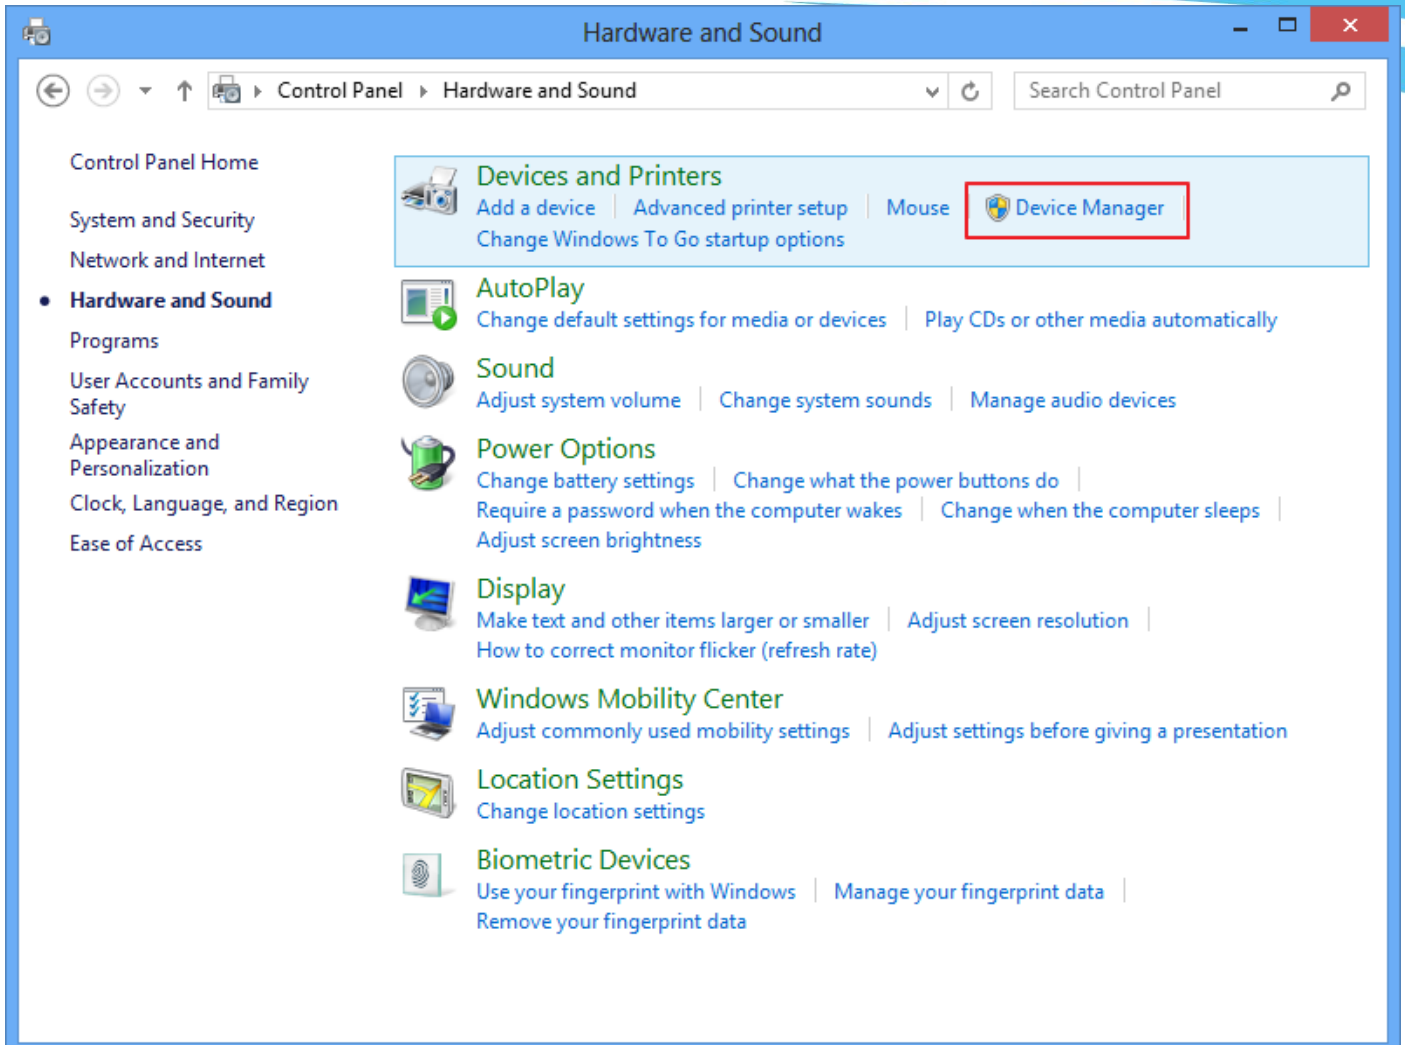 Hardware and Sound
Control Panel Hardware and Sound
Search Control Panel
Control Panel Home
System and Security
Network and Internet
Hardware and Sound
Programs
User Accounts and Family
Safety
Appearance and
Personalization
Clock, Language, and Region
Ease of Access
Devices and Printers
Add a device Advanced printer setup Mouse Device Manager
Change Windows To Go startup options
AutoPlay
Change default settings for media or devices Play CDs or other media automatically
Sound
Adjust system volume Change system sounds Manage audio devices
Power Options
Change battery settings Change what the power buttons do
Require a password when the computer wakes Change when the computer sleeps
Adjust screen brightness
Display
Make text and other items larger or smaller Adjust screen resolution
How to correct monitor flicker (refresh rate)
Windows Mobility Center
Adjust commonly used mobility settings Adjust settings before giving a presentation
Location Settings
Change location settings
Biometric Devices
Use your fingerprint with Windows Manage your fingerprint data
Remove your fingerprint data